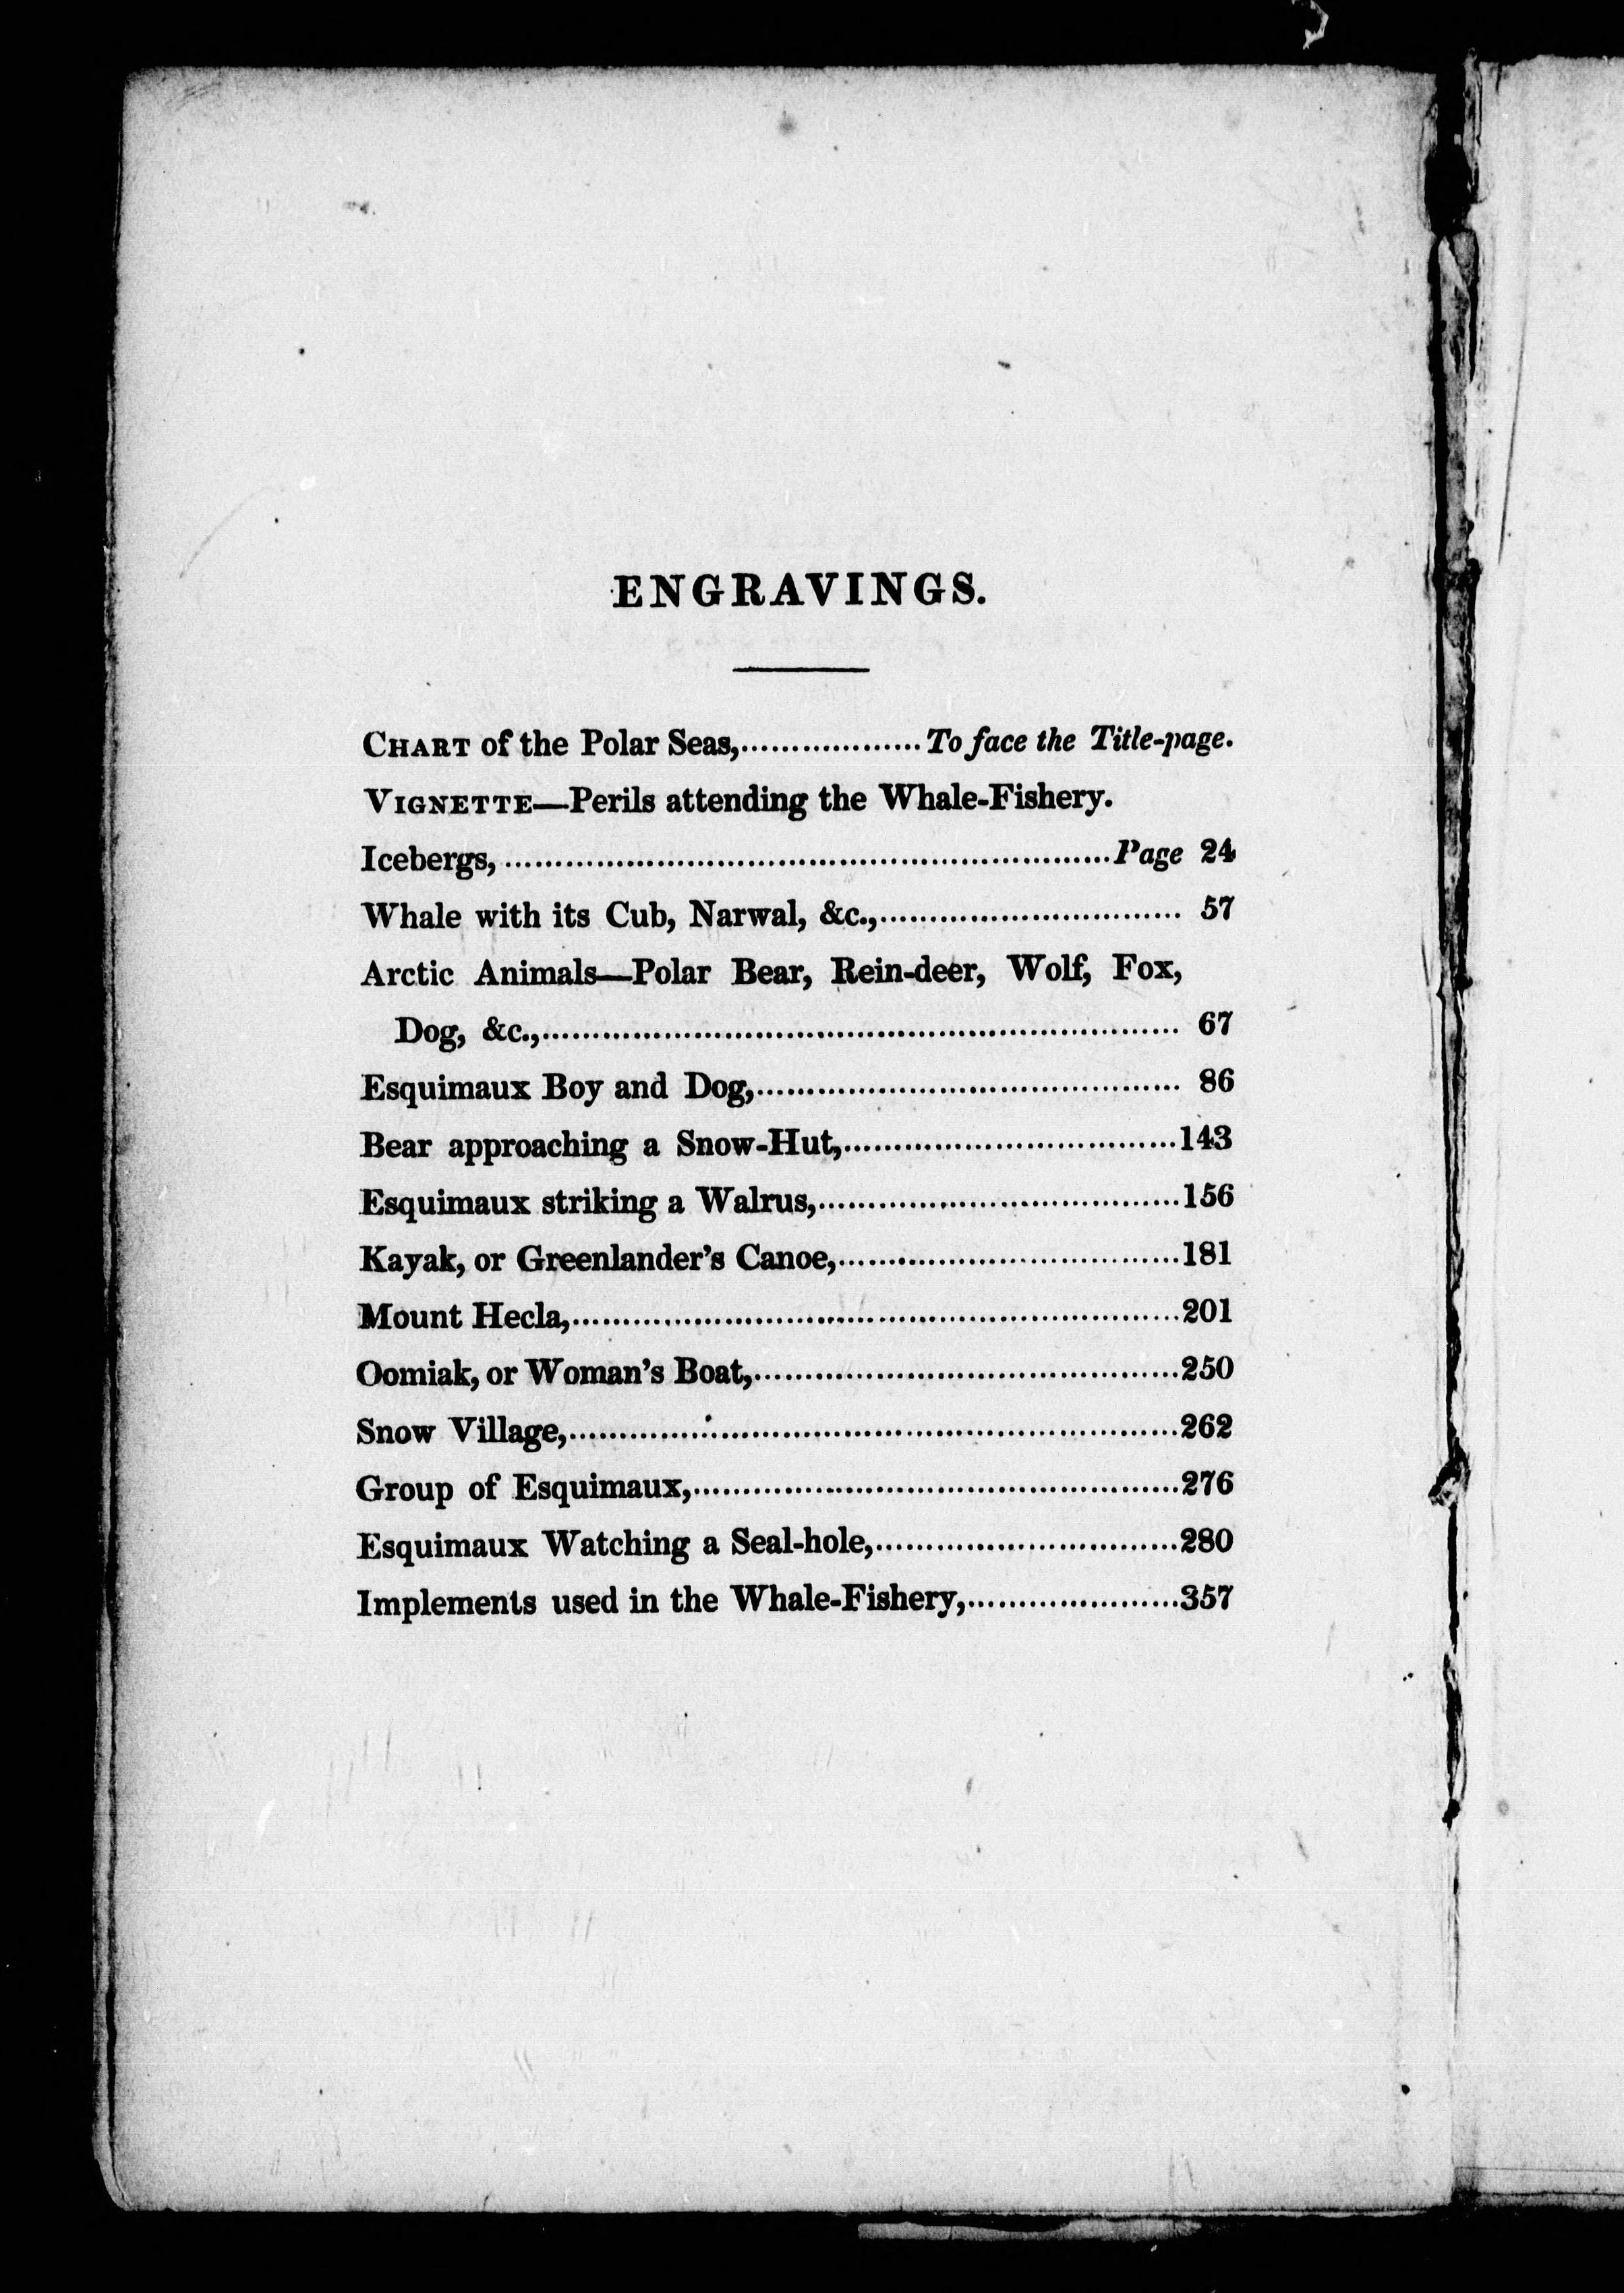 ENGRAVINGS.
CHART of the Polar Seas,..................To face the Title-page.
VIGNETTE—Perils attending the Whale-Fishery.
Icebergs,.............................................................Page 24
Whale with its Cub, Narwal, &c.,.............................. 57
Arctic Animals—Polar Bear, Rein-deer, Wolf, Fox,
Dog, &c.,................................................................ 67
Esquimaux Boy and Dog,.......................................... 86
Bear approaching a Snow-Hut,.................................143
Esquimaux striking a Walrus,....................................156
Kayak, or Greenlander's Canoe,..................................181
Mount Hecla,.............................................................201
Oomiak, or Woman's Boat,..........................................250
Snow Village,.............................................................262
Group of Esquimaux,................................................276
Esquimaux Watching a Seal-hole,..............................280
Implements used in the Whale-Fishery,.....................357